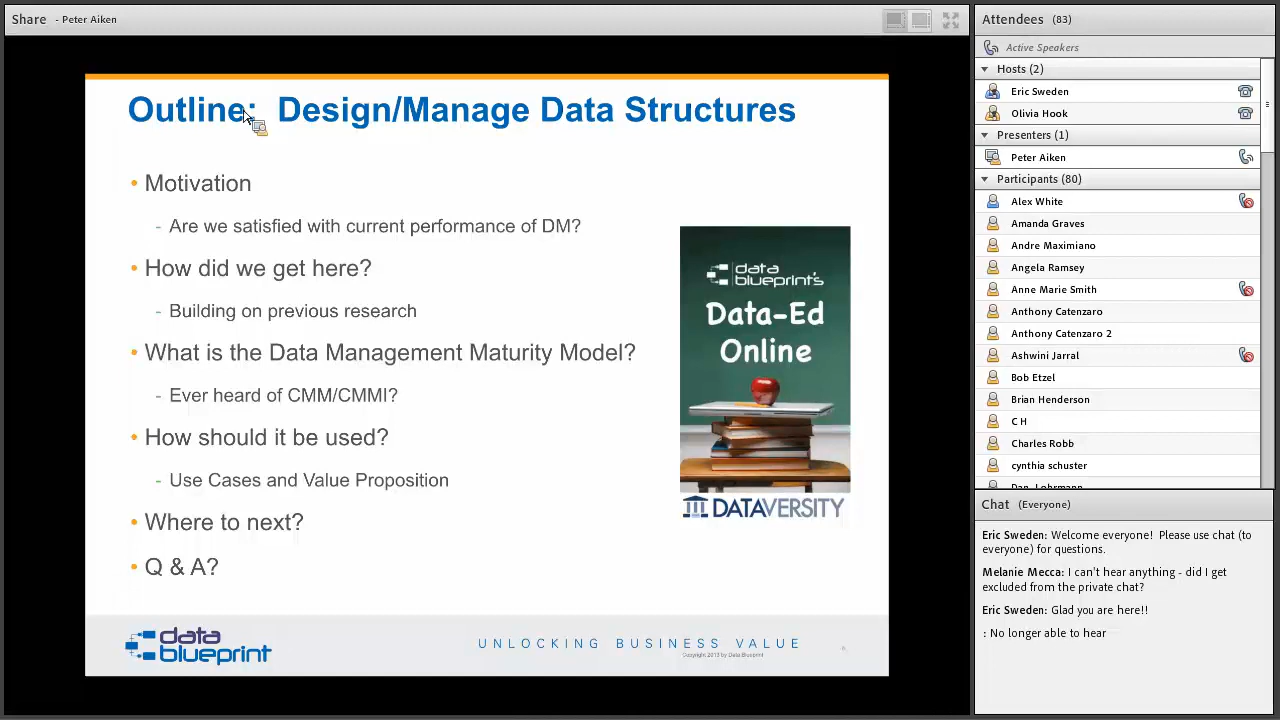 Share - Peter Aiken
Outline: Design/Manage Data Structures
• Motivation
- Are we satisfied with current performance of DM?
• How did we get here?
- Building on previous research
• What is the Data Management Maturity Model?
- Ever heard of CMM/CMMI?
• How should it be used?
- Use Cases and Value Proposition
• Where to next?
• Q & A?
data
blueprint's
Data-Ed
Online
DATAVERSITY
data
blueprint
UNLOCKING BUSINESS VALUE
Copyright 2013 by Data Blueprint
Attendees (83)
Active Speakers
Hosts (2)
Eric Sweden
Olivia Hook
Presenters (1)
Peter Aiken
Participants (80)
Alex White
Amanda Graves
Andre Maximiano
Angela Ramsey
Anne Marie Smith
Anthony Catenzaro
Anthony Catenzaro 2
Ashwini Jarral
Bob Etzel
Brian Henderson
C H
Charles Robb
cynthia schuster
Dan Lohrmann
Chat (Everyone)
Eric Sweden: Welcome everyone! Please use chat (to
everyone) for questions.
Melanie Mecca: I can't hear anything - did I get
excluded from the private chat?
Eric Sweden: Glad you are here!!
: No longer able to hear